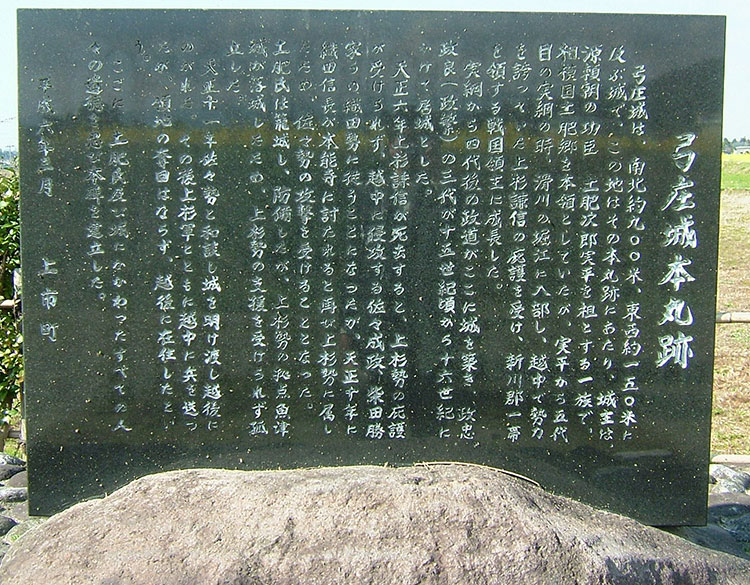 弓庄城本丸跡
弓庄城は、南北約九〇〇米、東西約一五〇米に
及ぶ城で、この地はその本丸跡にあたり、城主は、
源頼朝の功臣 土肥次郎実平を祖とする一族で、
相模国土肥郷を本領としていたが、実平から五代
目の実綱の時、滑川の堀江に入部し、越中で勢力
を誇っていた上杉謙信の庇護を受け、新川郡一帯
を領する戦国領主に成長した。
実綱から四代後の政道がここに城を築き、政忠、
政良(政繁)の三代が十五世紀頃から十六世紀に
かけて居城とした。
天正六年上杉謙信が死去すると、上杉勢の庇護
が受けられず、越中に侵攻する佐々成政・柴田勝
家らの織田勢に従うことになったが、天正十年に
織田信長が本能寺に討たれると再び上杉勢に属し
たため、佐々勢の攻撃を受けることとなった。
土肥氏は籠城し、防備したが、上杉勢の拠点魚津
城が落城したため、上杉勢の支援を受けられず孤
立した。
天正十一年佐々勢と和談し城を明け渡し越後に
のがれた。その後上杉軍とともに越中に兵を送っ
たが、領地の奪回はならず、越後に在住したと
う。
ここに、土肥氏及び城にかかわったすべての人
々の遺徳を偲び本碑を建立した。
平成六年三月 上市町